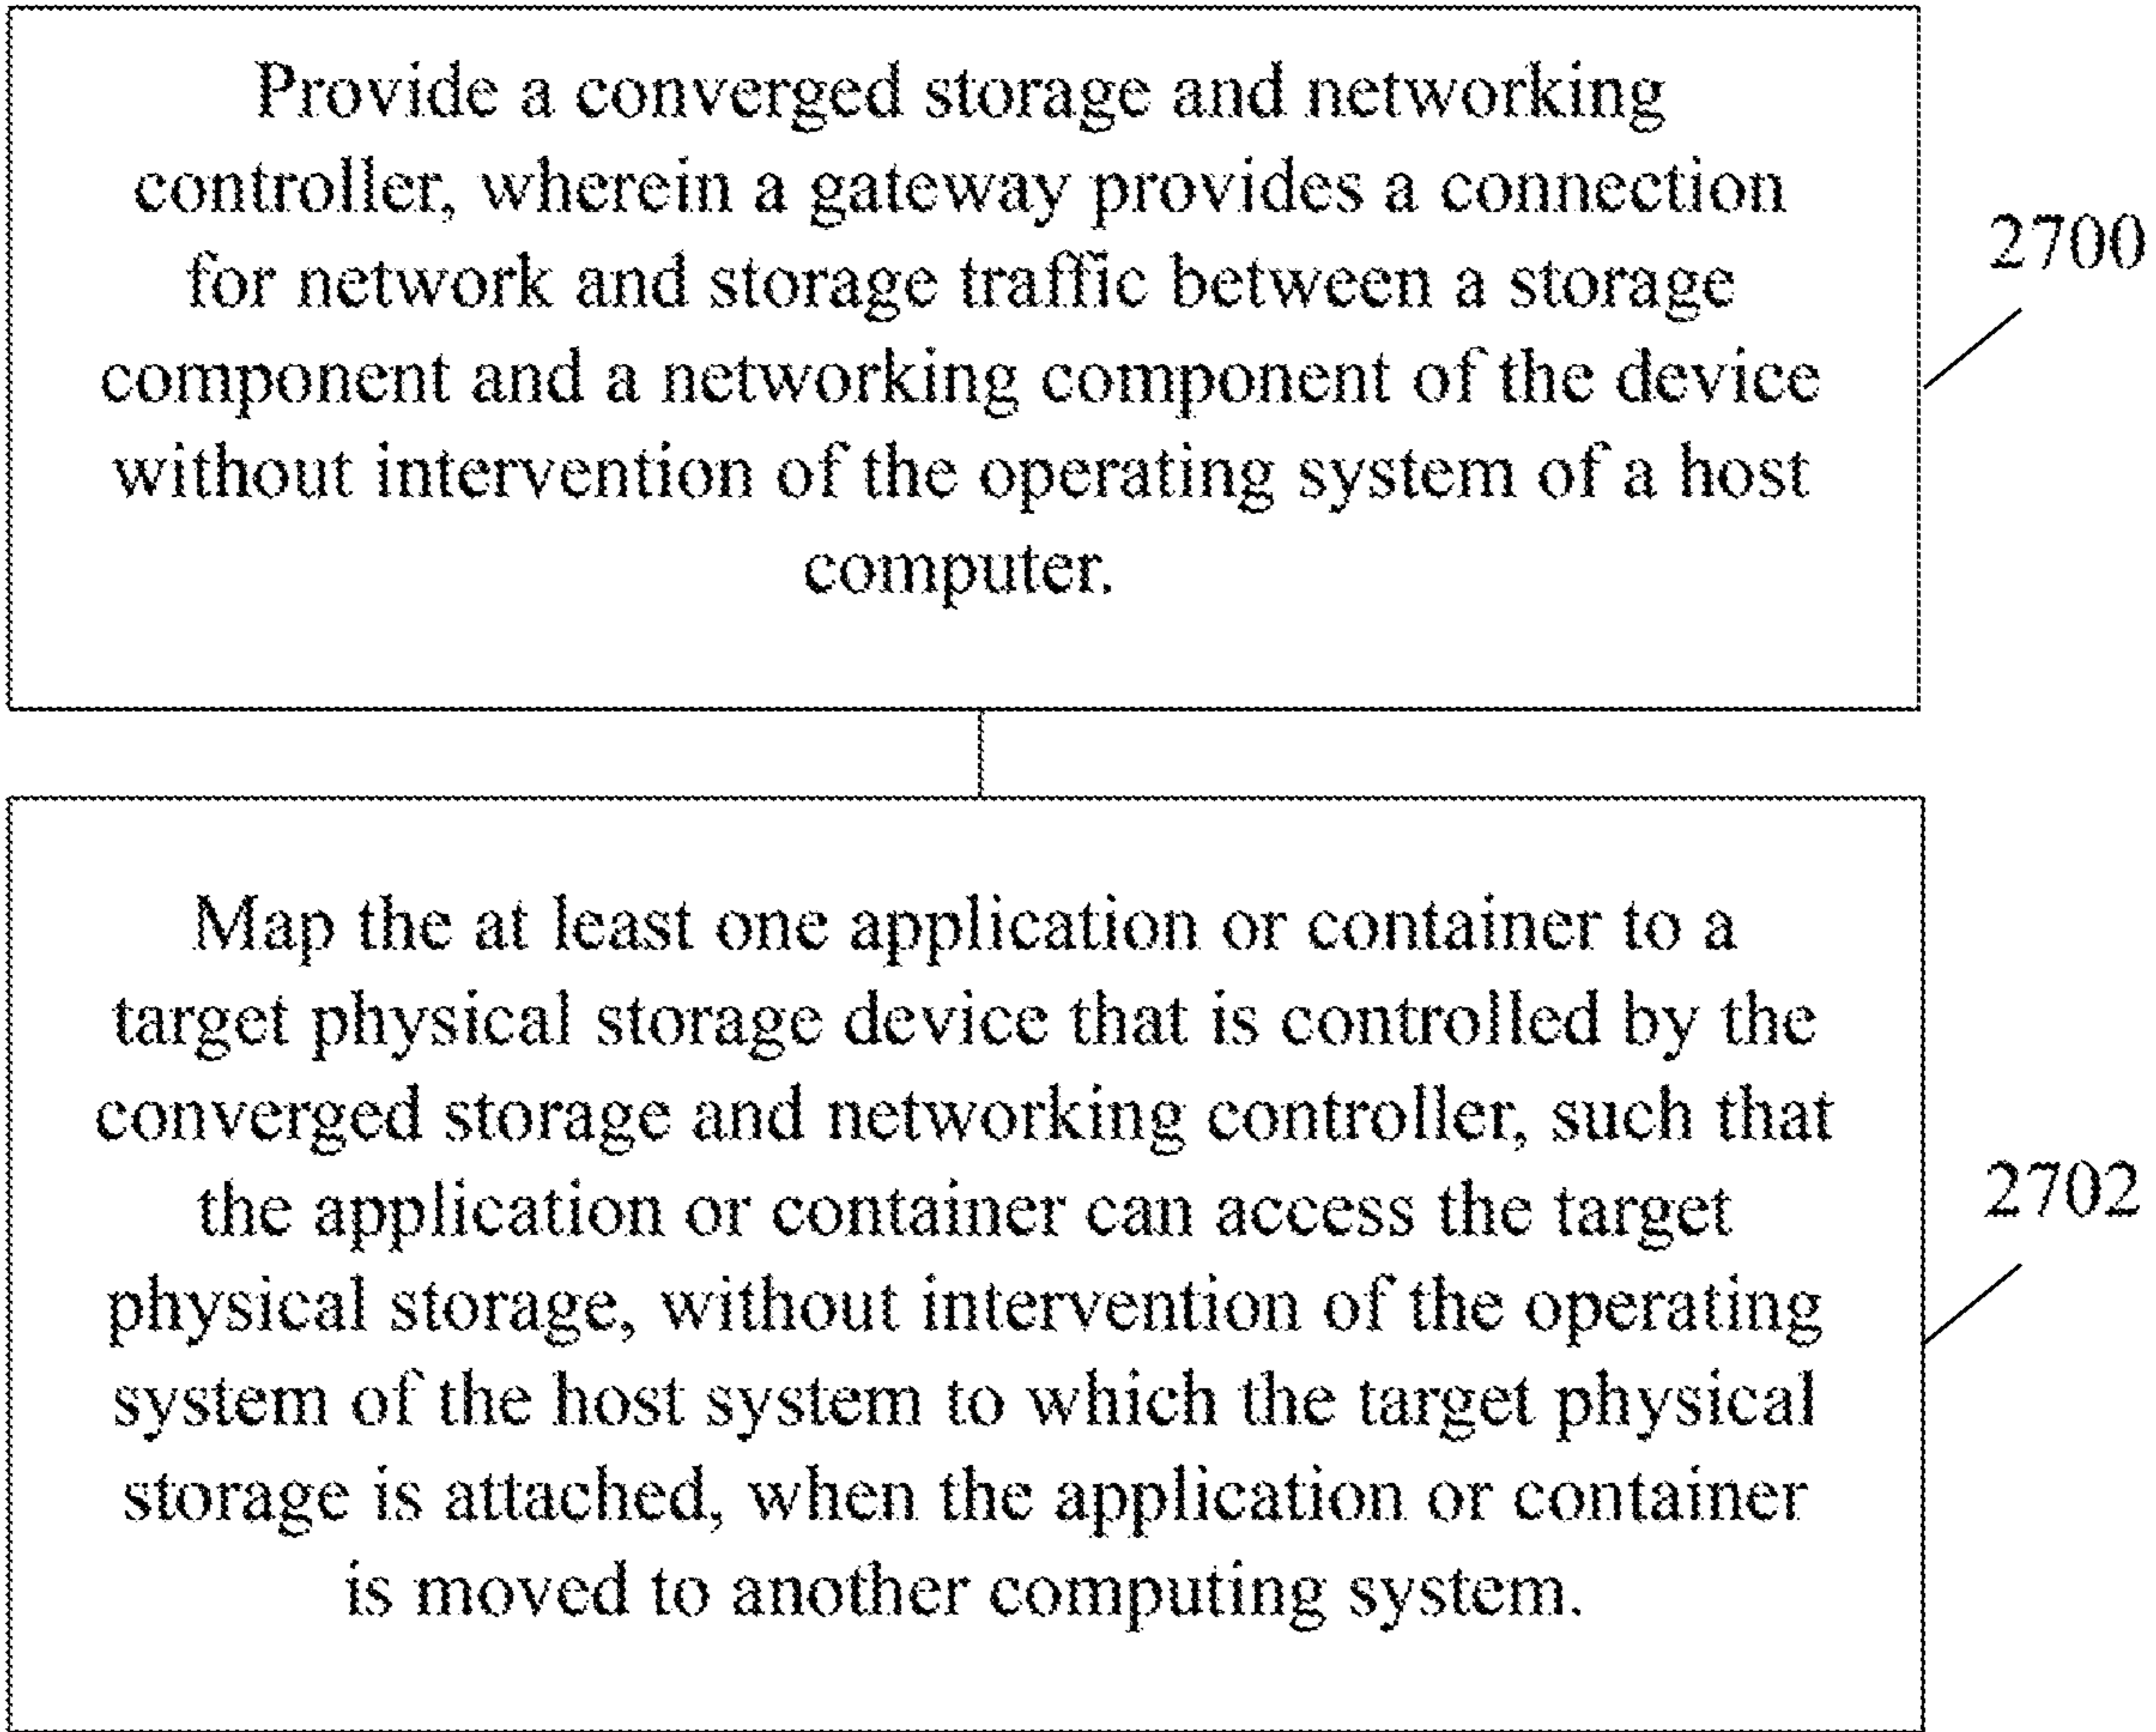 Provide a converged storage and networking
controller, wherein a gateway provides a connection
for network and storage traffic between a storage
component and a networking component of the device
without intervention of the operating system of a host
computer.
2700
Map the at least one application or container to a
target physical storage device that is controlled by the
converged storage and networking controller, such that
the application or container can access the target
physical storage, without intervention of the operating
system of the host system to which the target physical
storage is attached, when the application or container
is moved to another computing system.
2702